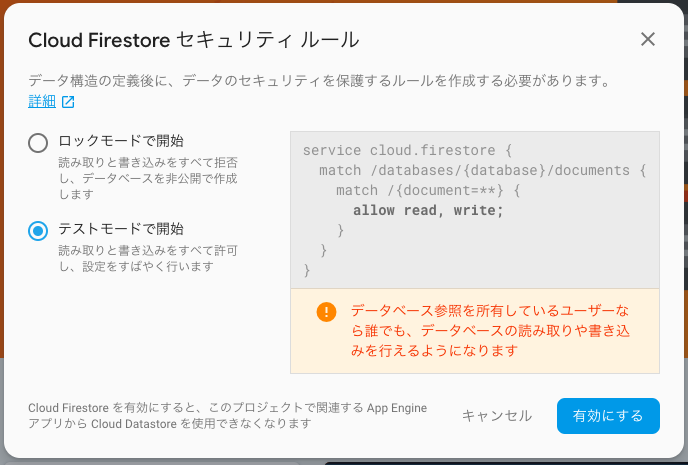 Cloud Firestore セキュリティ ルール
データ構造の定義後に、データのセキュリティを保護するルールを作成する必要があります。
詳細
ロックモードで開始
読み取りと書き込みをすべて拒否
し、データベースを非公開で作成
します
テストモードで開始
読み取りと書き込みをすべて許可
し、設定をすばやく行います
service cloud.firestore {
  match /databases/{database}/documents {
    match /{document=**} {
      allow read, write;
    }
  }
}
データベース参照を所有しているユーザーな
ら誰でも、データベースの読み取りや書き込
みを行えるようになります
Cloud Firestore を有効にすると、このプロジェクトで関連する App Engine
アプリから Cloud Datastore を使用できなくなります
キャンセル
有効にする